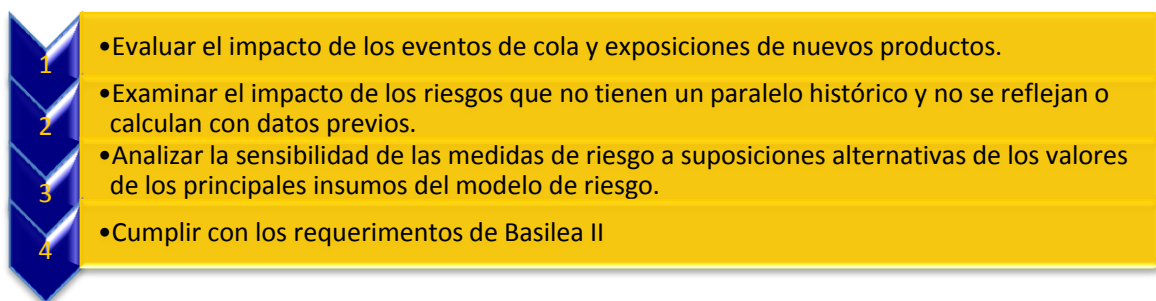 1
•Evaluar el impacto de los eventos de cola y exposiciones de nuevos productos.
2
•Examinar el impacto de los riesgos que no tienen un paralelo histórico y no se reflejan o
calculan con datos previos.
3
•Analizar la sensibilidad de las medidas de riesgo a suposiciones alternativas de los valores
de los principales insumos del modelo de riesgo.
4
•Cumplir con los requerimentos de Basilea II